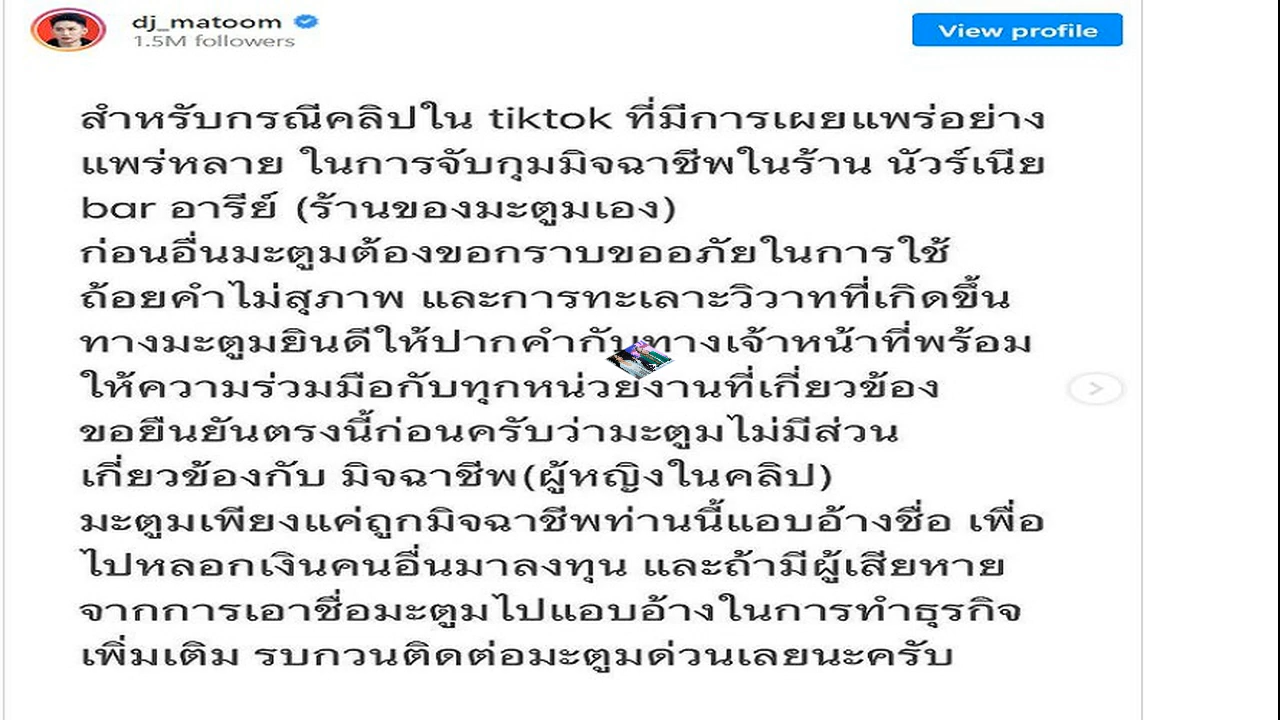 dj_matoom
1.5M followers
View profile
สำหรับกรณีคลิปใน tiktok ที่มีการเผยแพร่อย่าง
แพร่หลาย ในการจับกุมมิจฉาชีพในร้าน นัวร์เนีย
bar อารีย์ (ร้านของมะตูมเอง)
ก่อนอื่นมะตูมต้องขอกราบขออภัยในการใช้
ถ้อยคำไม่สุภาพ และการทะเลาะวิวาทที่เกิดขึ้น
ทางมะตูมยินดีให้ปากคำกับทางเจ้าหน้าที่พร้อม
ให้ความร่วมมือกับทุกหน่วยงานที่เกี่ยวข้อง
ขอยืนยันตรงนี้ก่อนครับว่ามะตูมไม่มีส่วน
เกี่ยวข้องกับ มิจฉาชีพ(ผู้หญิงในคลิป)
มะตูมเพียงแค่ถูกมิจฉาชีพท่านนี้แอบอ้างชื่อ เพื่อ
ไปหลอกเงินคนอื่นมาลงทุน และถ้ามีผู้เสียหาย
จากการเอาชื่อมะตูมไปแอบอ้างในการทำธุรกิจ
เพิ่มเติม รบกวนติดต่อมะตูมด่วนเลยนะครับ